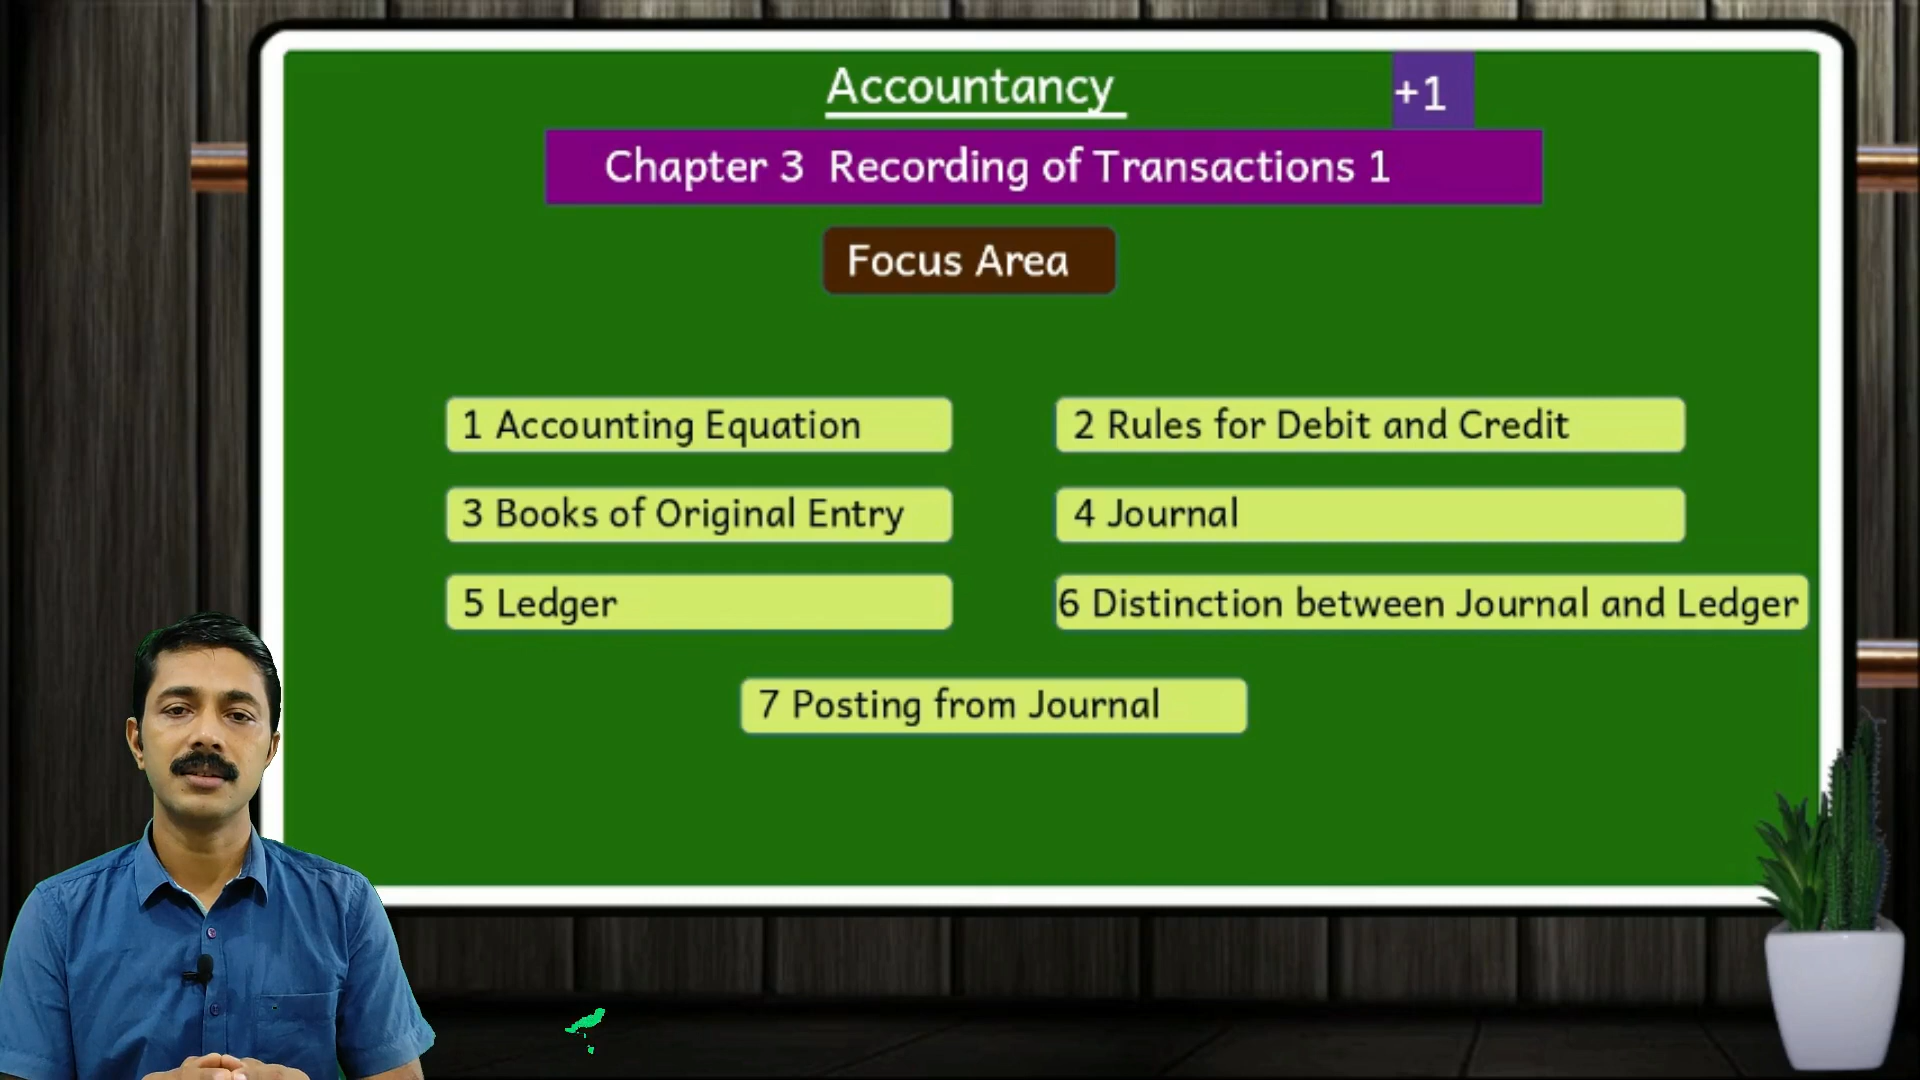 Accountancy
+1
Chapter 3 Recording of Transactions 1
Focus Area
1 Accounting Equation
2 Rules for Debit and Credit
3 Books of Original Entry
4 Journal
5 Ledger
6 Distinction between Journal and Ledger
7 Posting from Journal